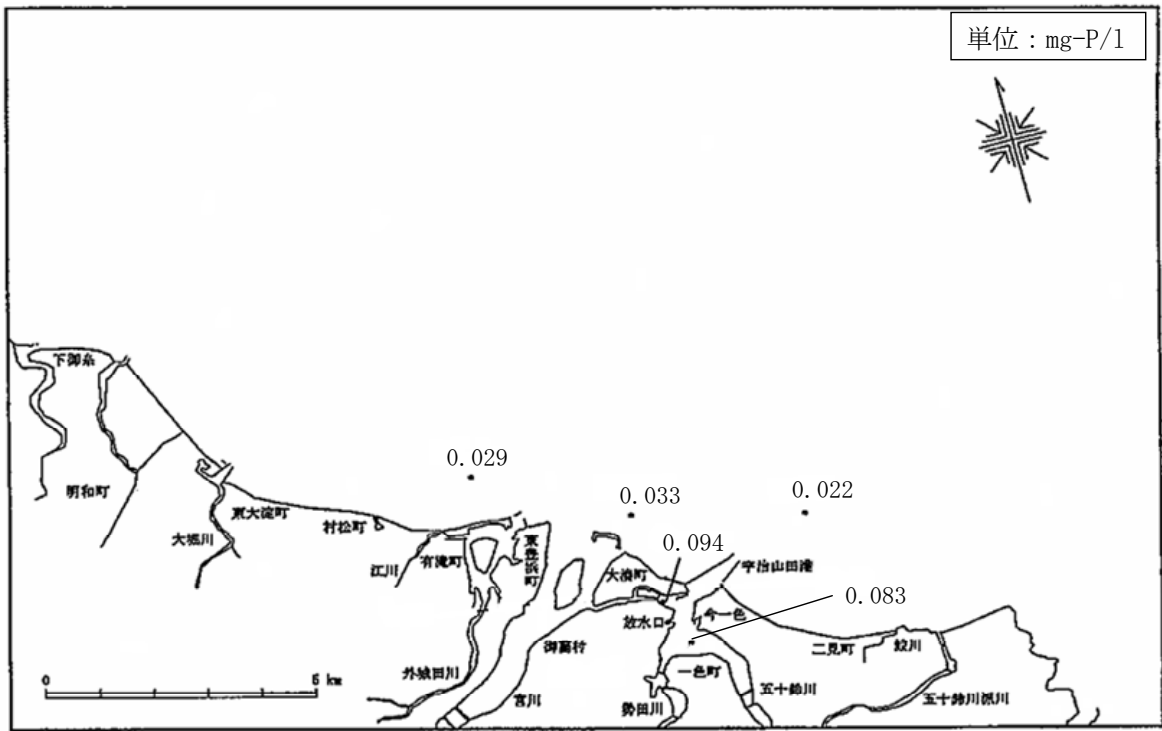 単位：mg-P/l
下御糸
0.029
0.033
0.022
明和町
東大淀町
村松町
大堀川
江川
有滝町
東豊浜町
大湊町
0.094
宇治山田港
0.083
放水口
今一色
二見町
鮫川
御薗村
一色町
外城田川
宮川
勢田川
五十鈴川
五十鈴川派川
0
6 km